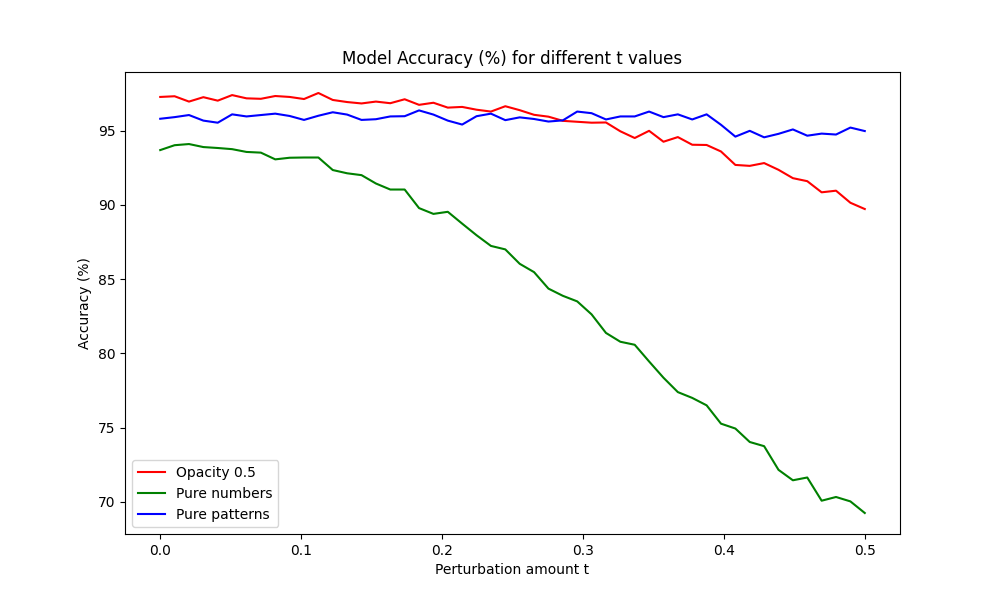 Model Accuracy (%) for different t values
Accuracy (%)
95
90
85
80
75
70
Opacity 0.5
Pure numbers
Pure patterns
0.0 0.1 0.2 0.3 0.4 0.5
Perturbation amount t